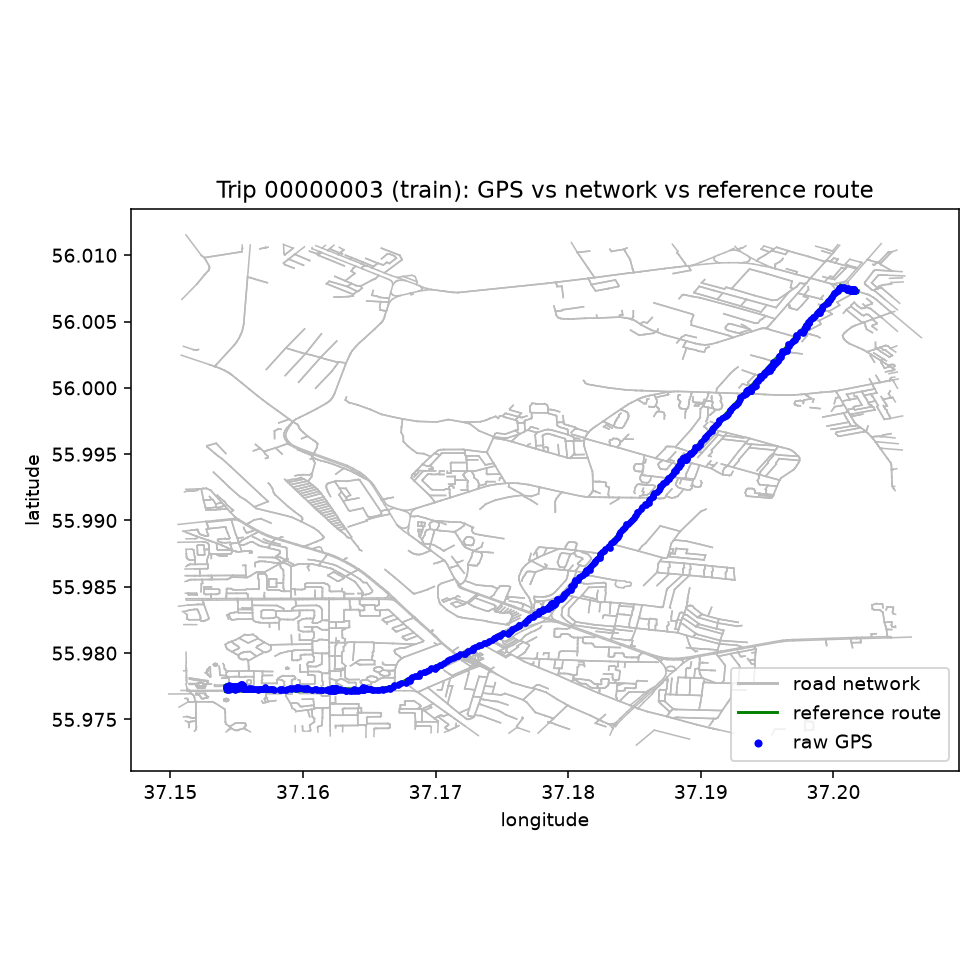 Trip 00000003 (train): GPS vs network vs reference route
56.010
56.005
56.000
55.995
55.990
55.985
55.980
55.975
latitude
37.15 37.16 37.17 37.18 37.19 37.20
longitude
road network
reference route
raw GPS